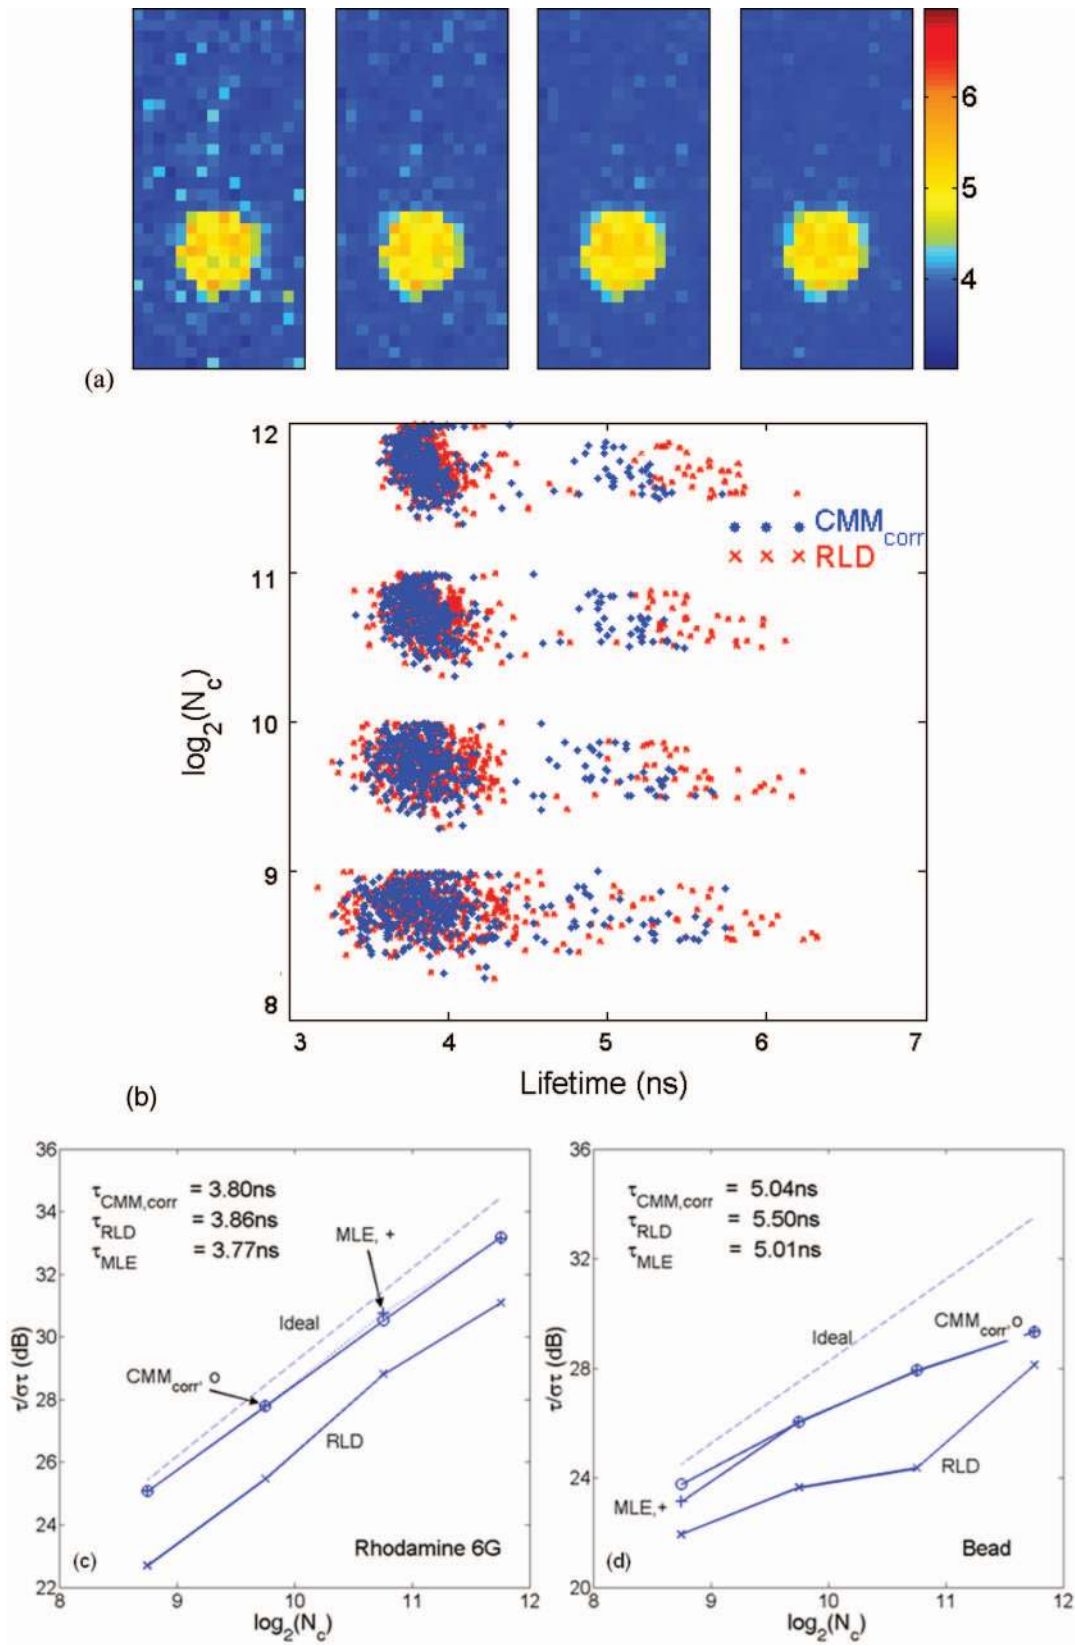 6
5
4
(a)
12
11
10
9
8
log2(Nc)
CMMcorr
RLD
3 4 5 6 7
Lifetime (ns)
(b)
36
34
32
30
28
26
24
22
τ/στ (dB)
τCMM,corr = 3.80ns
τRLD = 3.86ns
τMLE = 3.77ns
MLE, +
Ideal
CMMcorr, o
RLD
(c)
Rhodamine 6G
8 9 10 11 12
log2(Nc)
36
32
28
24
20
τ/στ (dB)
τCMM,corr = 5.04ns
τRLD = 5.50ns
τMLE = 5.01ns
Ideal
CMMcorr, o
MLE,+
RLD
(d)
Bead
8 9 10 11 12
log2(Nc)